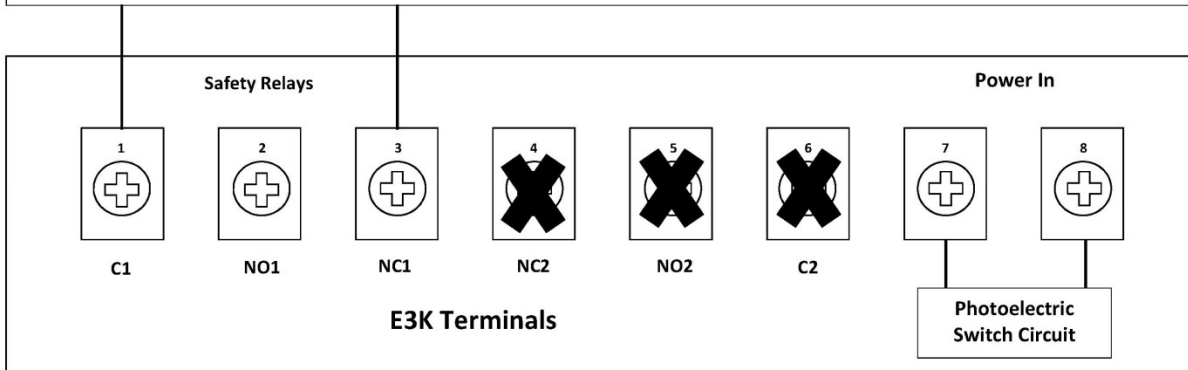 Safety Relays
Power In
1 2 3 4 5 6 7 8
C1 NO1 NC1 NC2 NO2 C2
E3K Terminals
Photoelectric
Switch Circuit